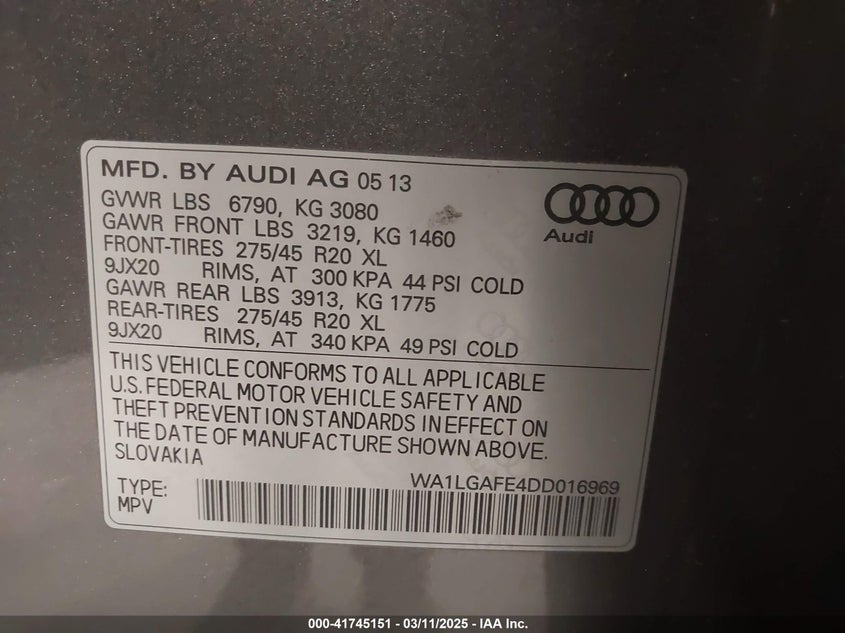 MFD. BY AUDI AG 05 13
GVWR LBS 6790, KG 3080
GAWR FRONT LBS 3219, KG 1460
FRONT-TIRES 275/45 R20 XL
9JX20 RIMS, AT 300 KPA 44 PSI COLD
GAWR REAR LBS 3913, KG 1775
REAR-TIRES 275/45 R20 XL
9JX20 RIMS, AT 340 KPA 49 PSI COLD
Audi
THIS VEHICLE CONFORMS TO ALL APPLICABLE
U.S. FEDERAL MOTOR VEHICLE SAFETY AND
THEFT PREVENTION STANDARDS IN EFFECT ON
THE DATE OF MANUFACTURE SHOWN ABOVE.
SLOVAKIA
WA1LGAFE4DD016969
TYPE:
MPV
000-41745151 - 03/11/2025 - IAA Inc.